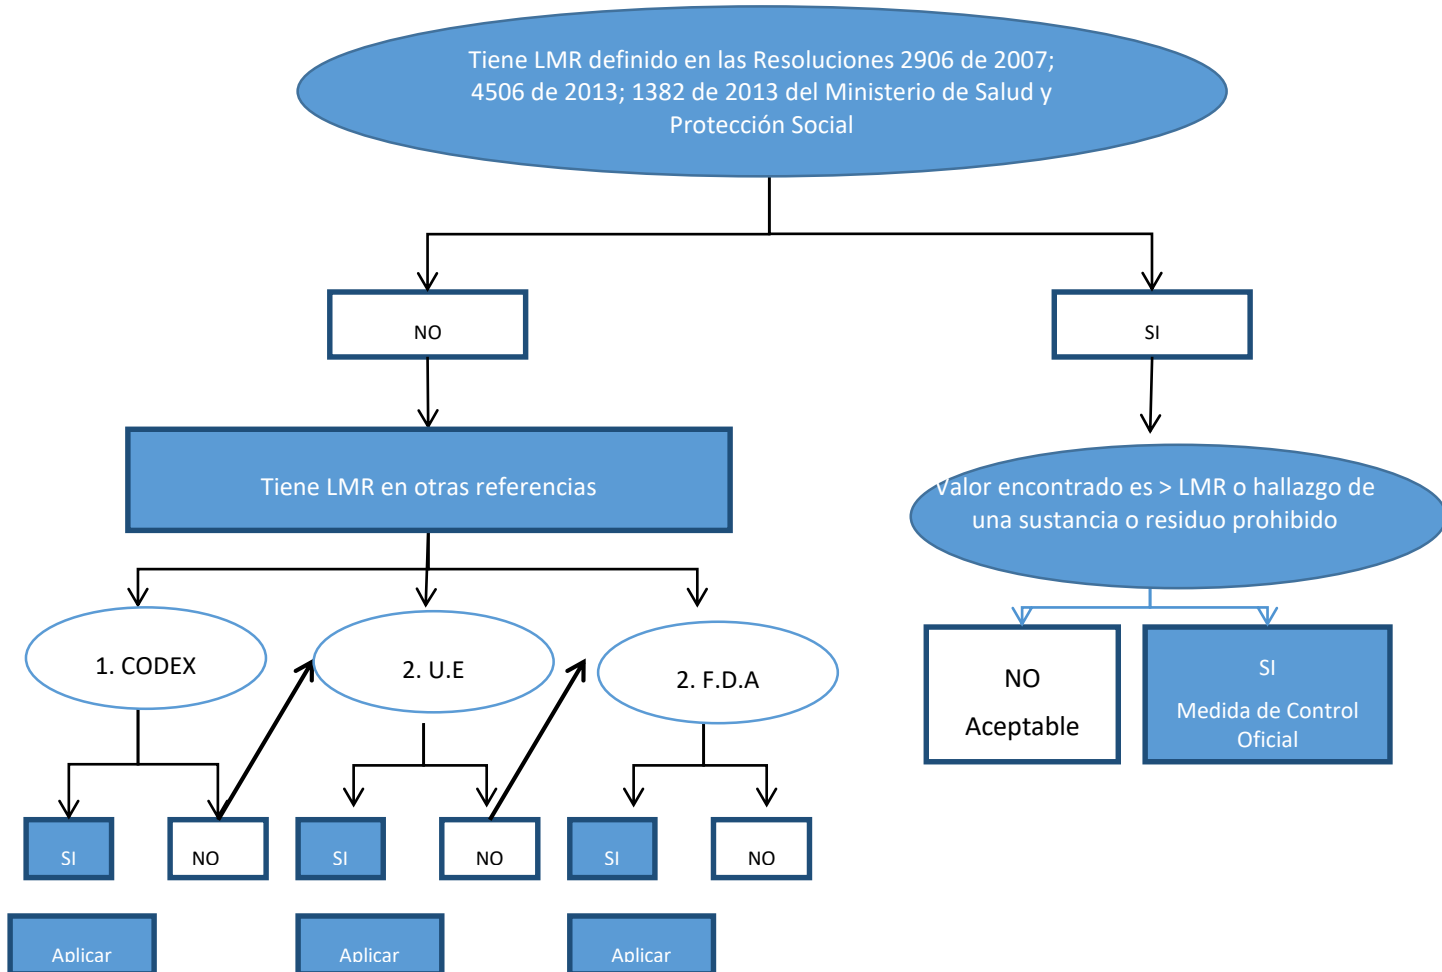 Tiene LMR definido en las Resoluciones 2906 de 2007;
4506 de 2013; 1382 de 2013 del Ministerio de Salud y
Protección Social
NO
SI
Tiene LMR en otras referencias
Valor encontrado es > LMR o hallazgo de
una sustancia o residuo prohibido
1. CODEX
2. U.E
2. F.D.A
NO
Aceptable
SI
Medida de Control
Oficial
SI
NO
SI
NO
SI
NO
Aplicar
Aplicar
Aplicar